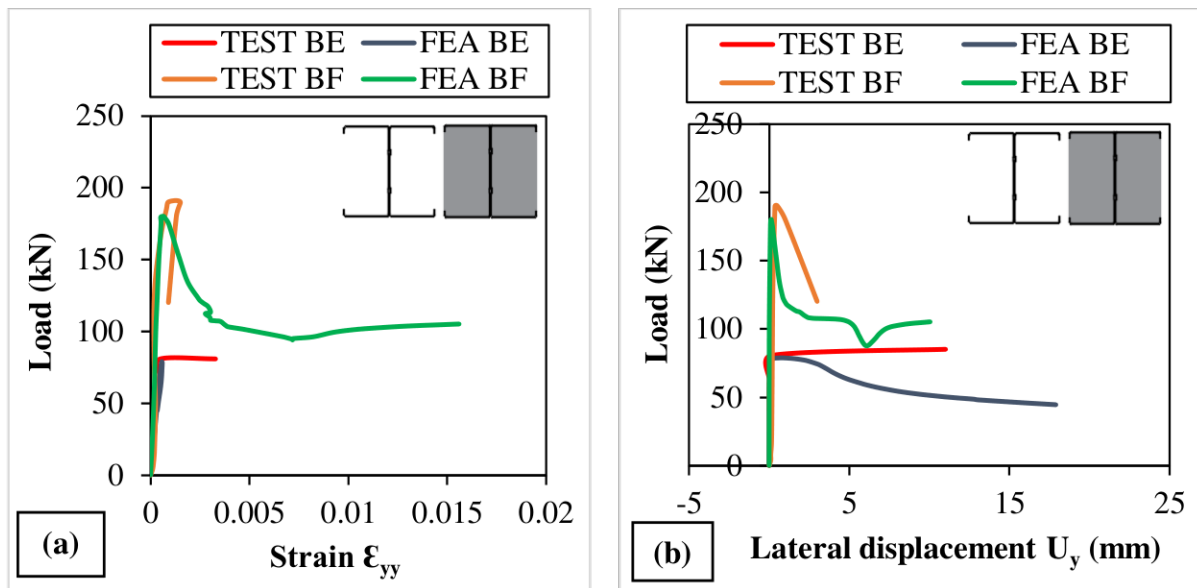 TEST BE FEA BE
TEST BF FEA BF
250
200
150
100
50
0
0 0.005 0.01 0.015 0.02
Load (kN)
Strain Ɛyy
(a)
TEST BE FEA BE
TEST BF FEA BF
250
200
150
100
50
0
-5 5 15 25
Load (kN)
Lateral displacement Uy (mm)
(b)